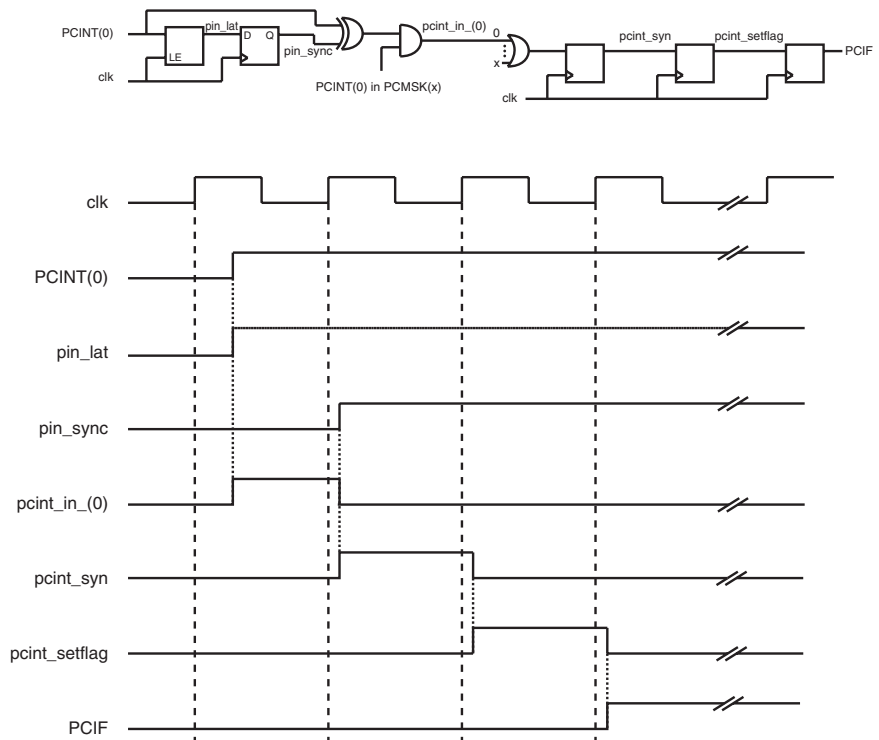 PCINT(0)
pin_lat
D Q
LE
pin_sync
clk
pcint_in_(0)
PCINT(0) in PCMSK(x)
0
x
pcint_syn
pcint_setflag
PCIF
clk
clk
PCINT(0)
pin_lat
pin_sync
pcint_in_(0)
pcint_syn
pcint_setflag
PCIF